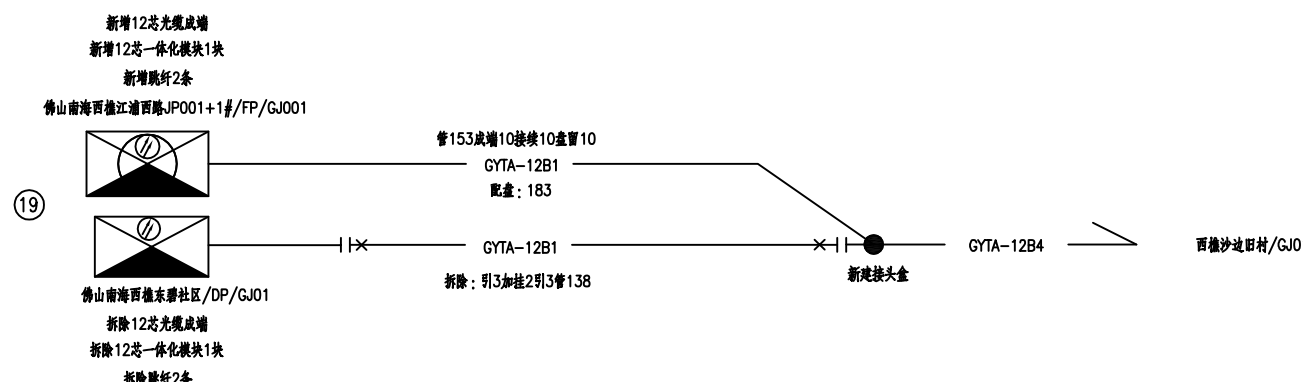 新增12芯光缆成端
新增12芯一体化模块1块
新增跳纤2条
佛山南海西樵江浦西路JP001+1#/FP/GJ001
管153成端10接续10盘留10
GYTA-12B1
配盘：183
19
GYTA-12B1
GYTA-12B4
西樵沙边旧村/GJ0
拆除：引3加挂2引3管138
新建接头盒
佛山南海西樵东碧社区/DP/GJ01
拆除12芯光缆成端
拆除12芯一体化模块1块
拆除跳纤2条